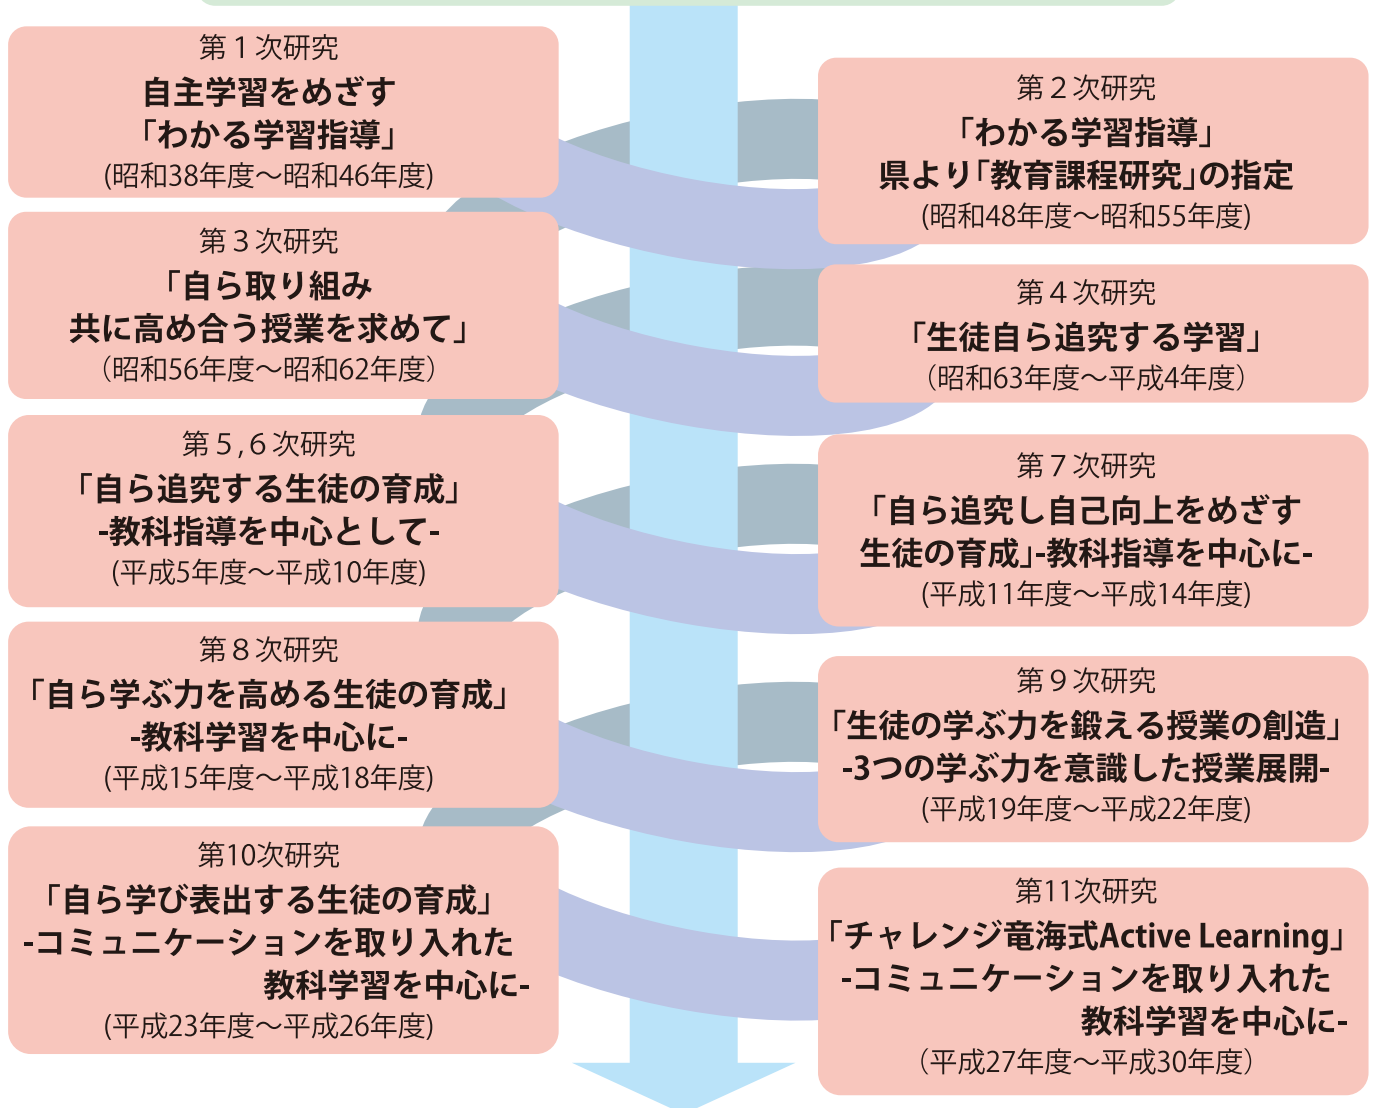 第１次研究
自主学習をめざす
「わかる学習指導」
(昭和38年度～昭和46年度)
第２次研究
「わかる学習指導」
県より「教育課程研究」の指定
(昭和48年度～昭和55年度)
第３次研究
「自ら取り組み
共に高め合う授業を求めて」
（昭和56年度～昭和62年度）
第４次研究
「生徒自ら追究する学習」
（昭和63年度～平成4年度）
第５,６次研究
「自ら追究する生徒の育成」
-教科指導を中心として-
(平成5年度～平成10年度)
第７次研究
「自ら追究し自己向上をめざす
生徒の育成」-教科指導を中心に-
(平成11年度～平成14年度)
第８次研究
「自ら学ぶ力を高める生徒の育成」
-教科学習を中心に-
(平成15年度～平成18年度)
第９次研究
「生徒の学ぶ力を鍛える授業の創造」
-3つの学ぶ力を意識した授業展開-
(平成19年度～平成22年度)
第10次研究
「自ら学び表出する生徒の育成」
-コミュニケーションを取り入れた
教科学習を中心に-
(平成23年度～平成26年度)
第11次研究
「チャレンジ竜海式Active Learning」
-コミュニケーションを取り入れた
教科学習を中心に-
（平成27年度～平成30年度）